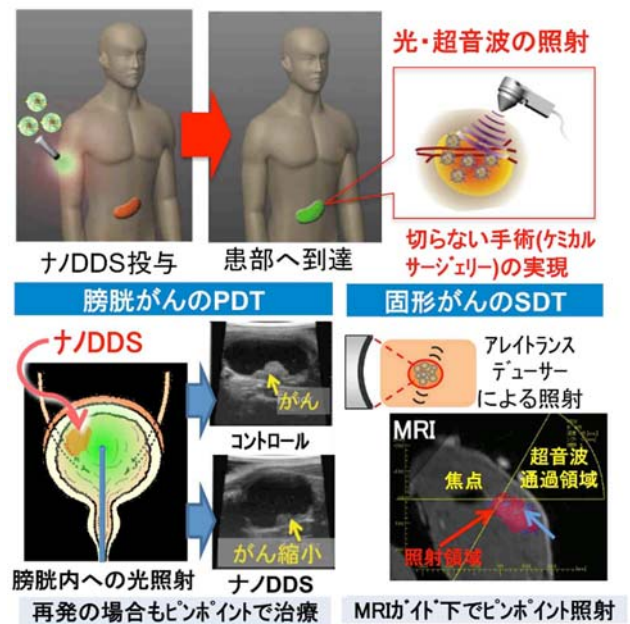 光・超音波の照射
ナノDDS投与
患部へ到達
切らない手術(ケミカル
サージェリー)の実現
膀胱がんのPDT
固形がんのSDT
ナノDDS
がん
コントロール
がん縮小
ナノDDS
膀胱内への光照射
再発の場合もピンポイントで治療
アレイトランス
デューサー
による照射
MRI
焦点
超音波
通過領域
照射領域
MRIガイド下でピンポイント照射